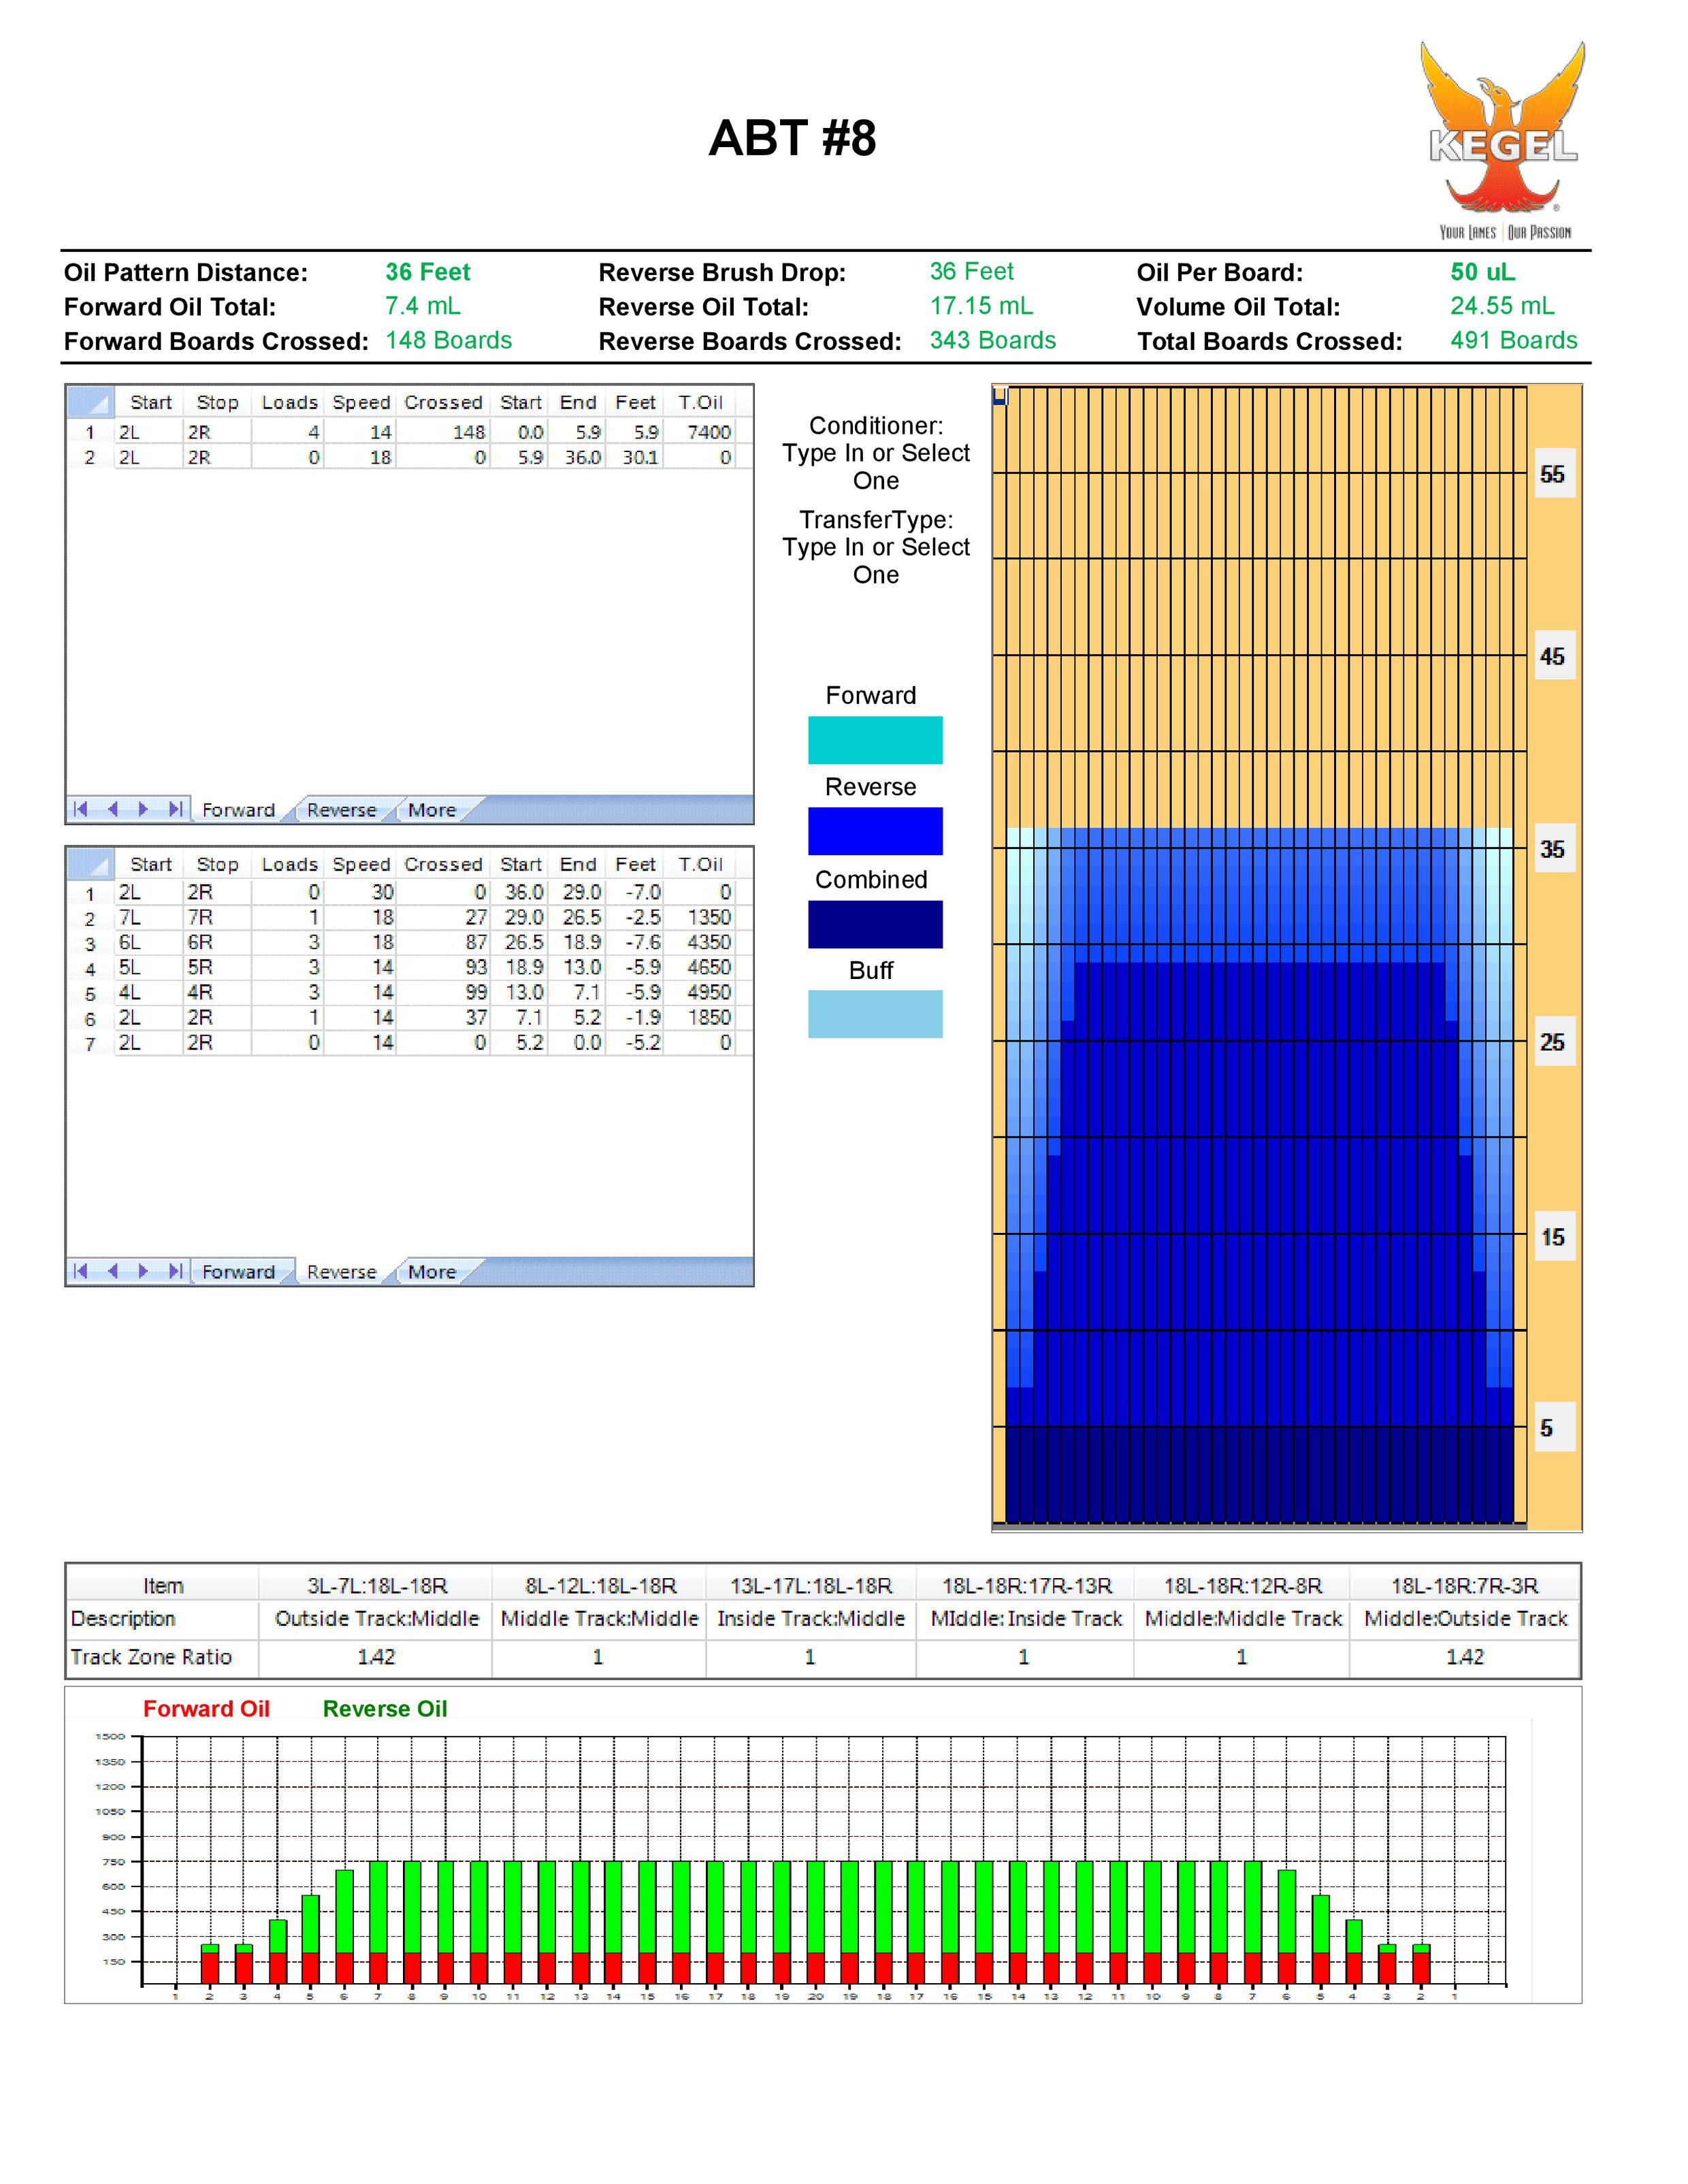 ABT #8
KEGEL
YOUR LANES | OUR PASSION
Oil Pattern Distance: 36 Feet Reverse Brush Drop: 36 Feet Oil Per Board: 50 uL
Forward Oil Total: 7.4 mL Reverse Oil Total: 17.15 mL Volume Oil Total: 24.55 mL
Forward Boards Crossed: 148 Boards Reverse Boards Crossed: 343 Boards Total Boards Crossed: 491 Boards
Start Stop Loads Speed Crossed Start End Feet T.Oil
1 2L 2R 4 14 148 0.0 5.9 5.9 7400
2 2L 2R 0 18 0 5.9 36.0 30.1 0
Forward Reverse More
Start Stop Loads Speed Crossed Start End Feet T.Oil
1 2L 2R 0 30 0 36.0 29.0 -7.0 0
2 7L 7R 1 18 27 29.0 26.5 -2.5 1350
3 6L 6R 3 18 87 26.5 18.9 -7.6 4350
4 5L 5R 3 14 93 18.9 13.0 -5.9 4650
5 4L 4R 3 14 99 13.0 7.1 -5.9 4950
6 2L 2R 1 14 37 7.1 5.2 -1.9 1850
7 2L 2R 0 14 0 5.2 0.0 -5.2 0
Forward Reverse More
Conditioner:
Type In or Select
One
TransferType:
Type In or Select
One
Forward
Reverse
Combined
Buff
55
45
35
25
15
5
Item 3L-7L:18L-18R 8L-12L:18L-18R 13L-17L:18L-18R 18L-18R:17R-13R 18L-18R:12R-8R 18L-18R:7R-3R
Description Outside Track:Middle Middle Track:Middle Inside Track:Middle MIddle: Inside Track Middle:Middle Track Middle:Outside Track
Track Zone Ratio 1.42 1 1 1 1 1.42
Forward Oil Reverse Oil
1500
1350
1200
1050
900
750
600
450
300
150
1 2 3 4 5 6 7 8 9 10 11 12 13 14 15 16 17 18 19 20 19 18 17 16 15 14 13 12 11 10 9 8 7 6 5 4 3 2 1